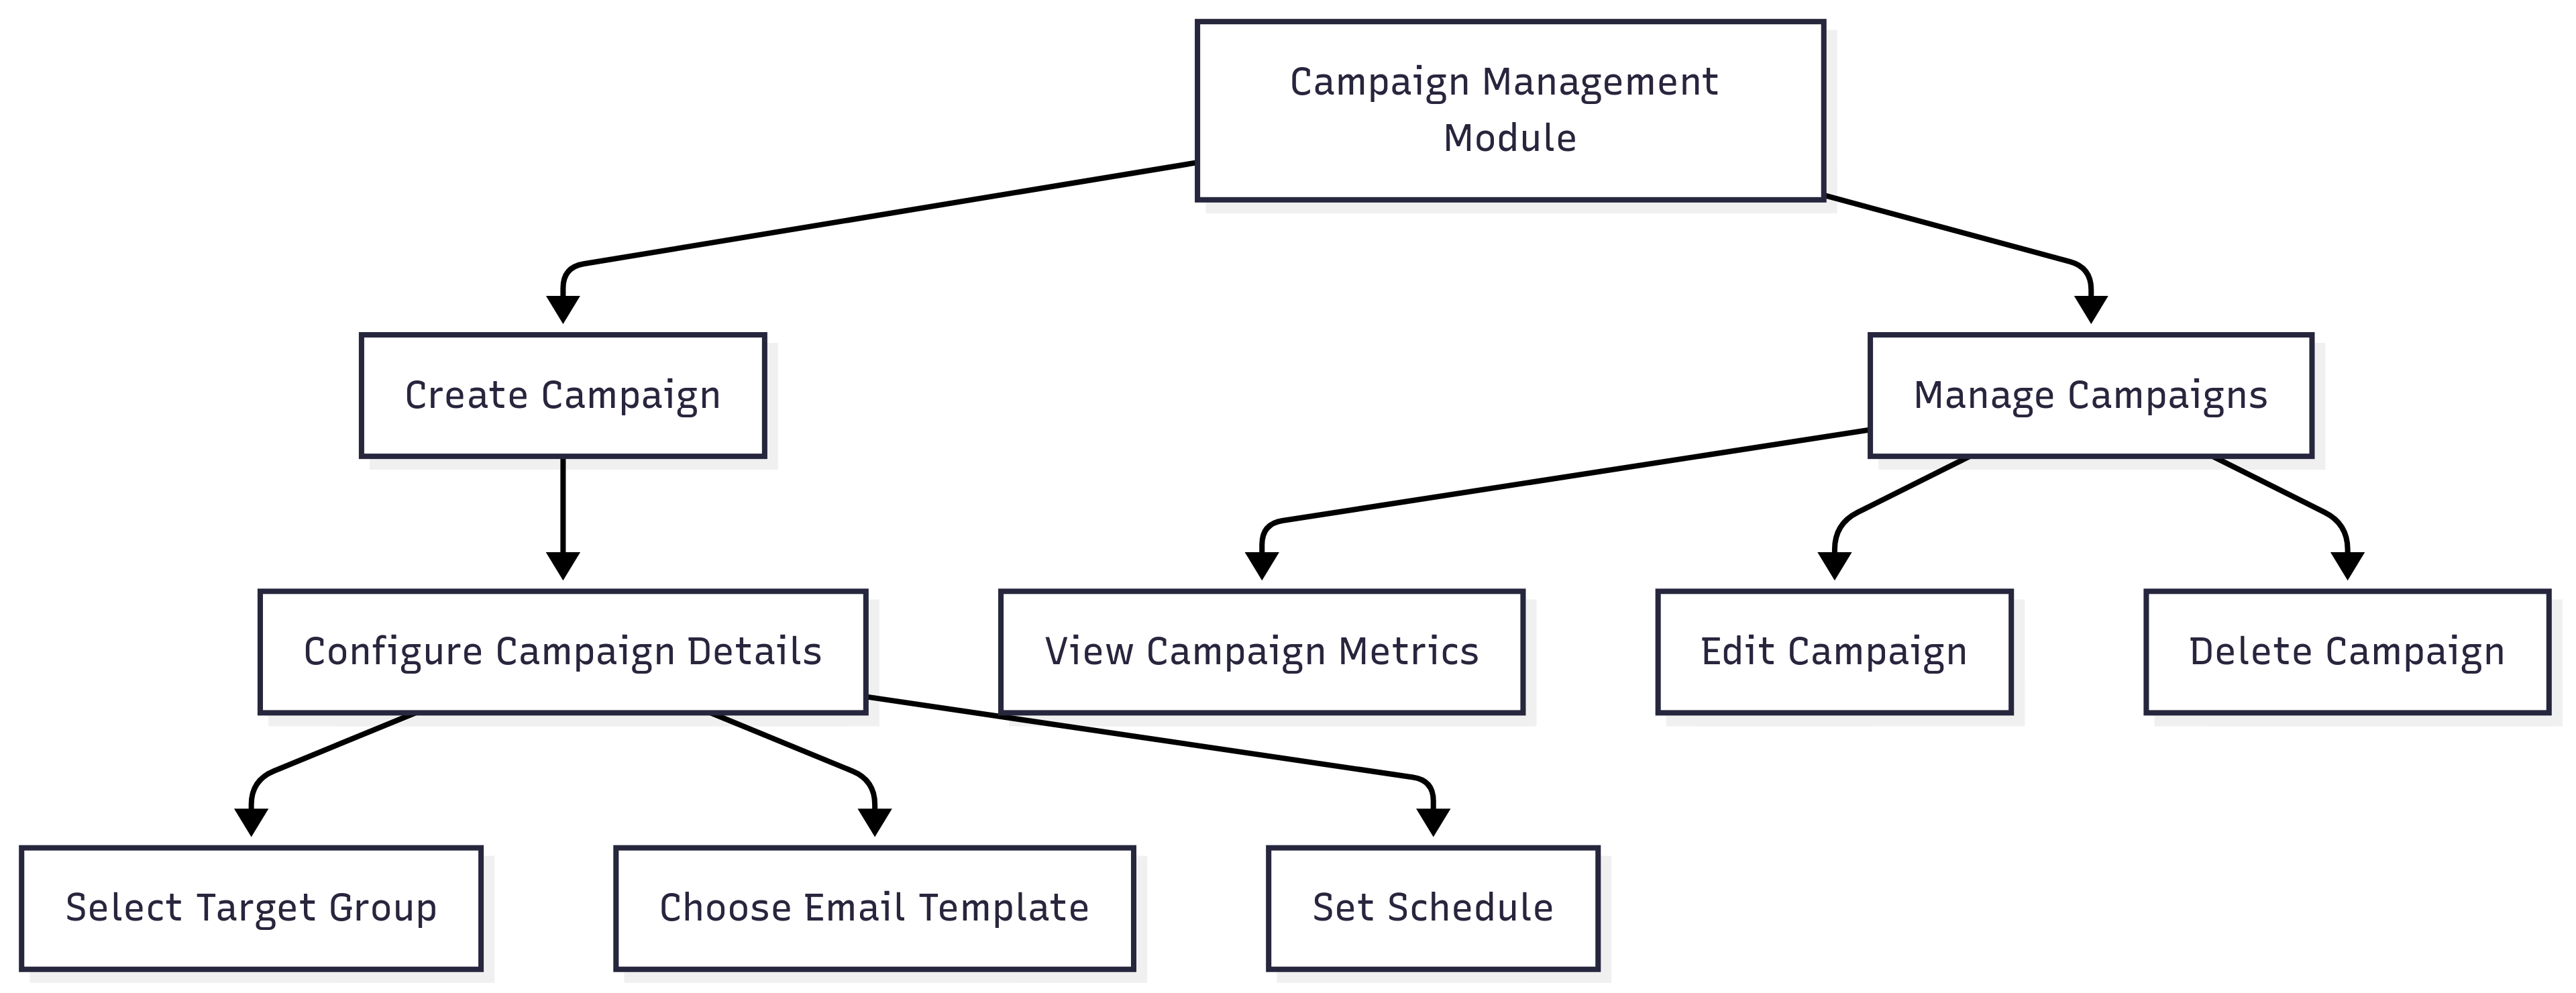 Campaign Management
Module
Create Campaign
Manage Campaigns
Configure Campaign Details
View Campaign Metrics
Edit Campaign
Delete Campaign
Select Target Group
Choose Email Template
Set Schedule